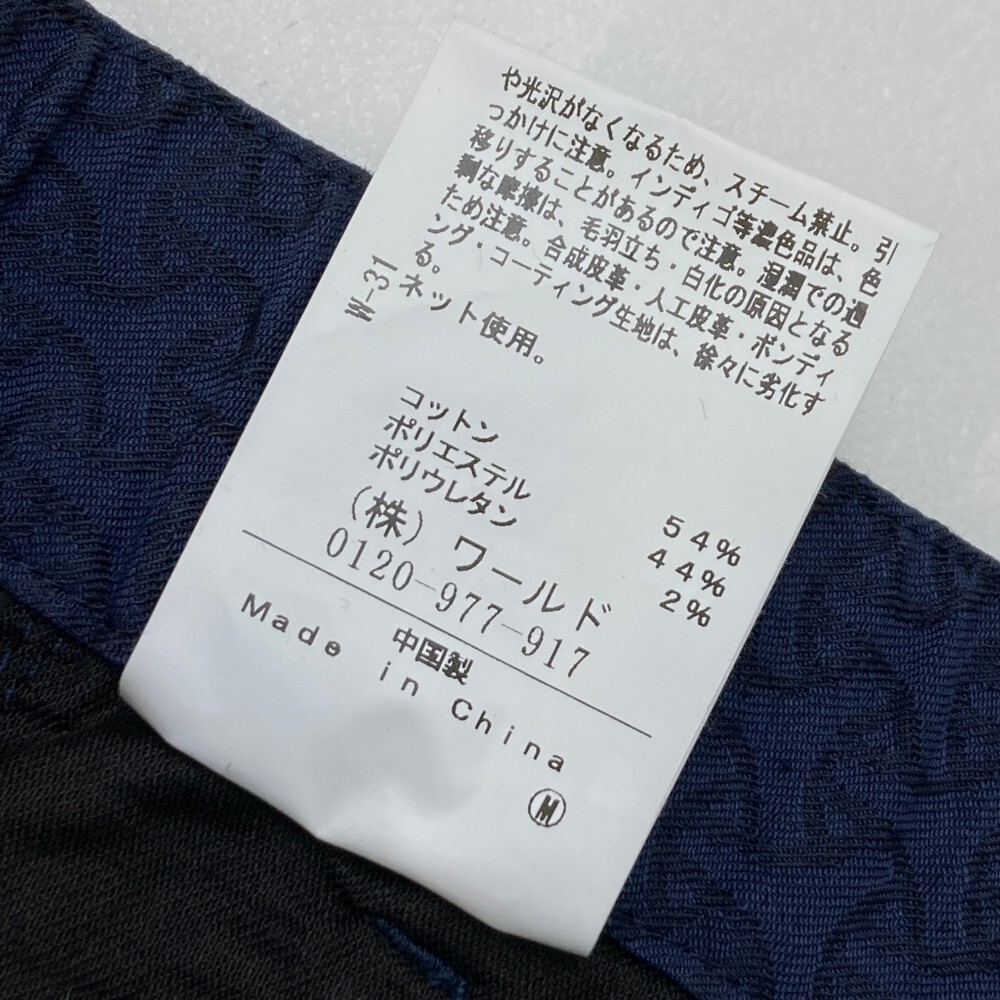 や光沢がなくなるため、スチーム禁止。引
っかけに注意。インディゴ等濃色品は、色
移りすることがあるので注意。湿潤での過
剰な摩擦は、毛羽立ち・白化の原因となる
ため注意。合成皮革・人工皮革・ボンディ
ング・コーティング生地は、徐々に劣化す
る。
ネット使用。
W-31
コットン 54%
ポリエステル 44%
ポリウレタン 2%
(株)ワールド
0120-977-917
中国製
Made in China
M